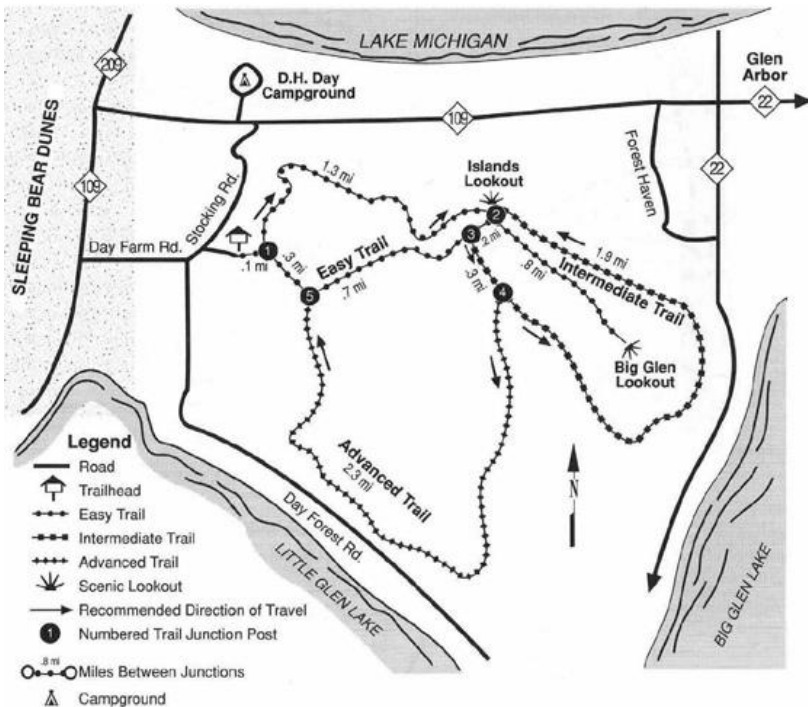 LAKE MICHIGAN
209
D.H. Day
Campground
Glen
Arbor
109
22
109
22
SLEEPING BEAR DUNES
Stocking Rd.
Forest Haven
1.3 mi
Islands
Lookout
2
3
.2 mi
1.9 mi
Day Farm Rd.
1
.1 mi
.3 mi
Easy Trail
.7 mi
.3 mi
.8 mi
Intermediate Trail
5
4
Big Glen
Lookout
Advanced Trail
2.3 mi
N
Day Forest Rd.
LITTLE GLEN LAKE
BIG GLEN LAKE
Legend
Road
Trailhead
Easy Trail
Intermediate Trail
Advanced Trail
Scenic Lookout
Recommended Direction of Travel
1 Numbered Trail Junction Post
.8 mi
Miles Between Junctions
Campground